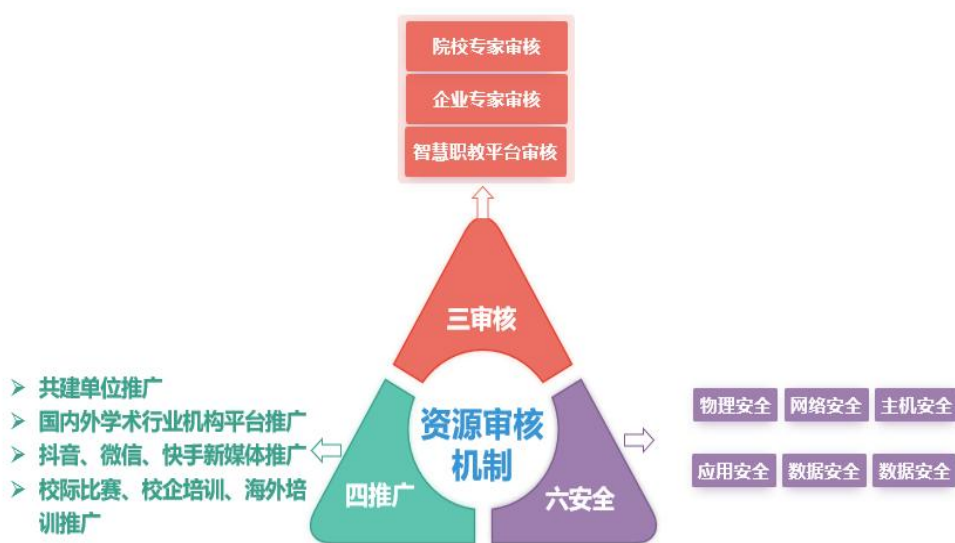 院校专家审核
企业专家审核
智慧职教平台审核
三审核
资源审核
机制
四推广
六安全
共建单位推广
国内外学术行业机构平台推广
抖音、微信、快手新媒体推广
校际比赛、校企培训、海外培
训推广
物理安全 网络安全 主机安全
应用安全 数据安全 数据安全